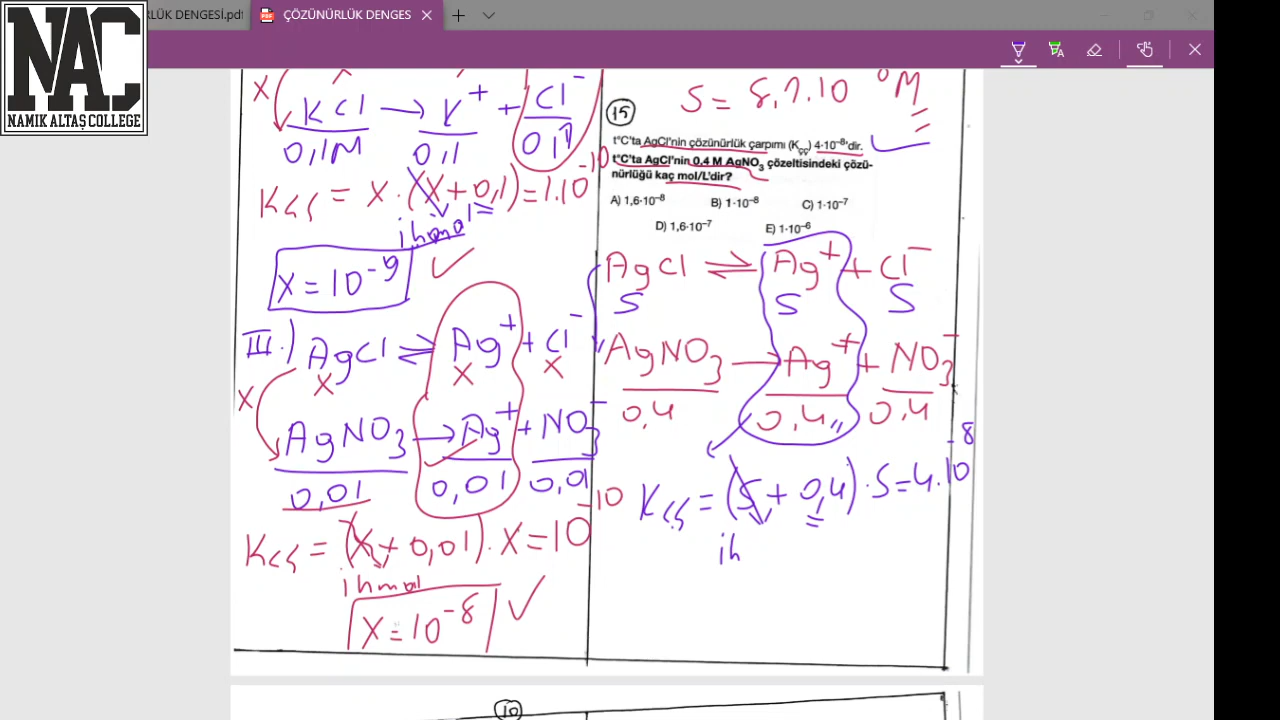 RLÜK DENGESİ.pdf
ÇÖZÜNÜRLÜK DENGES
NAC
NAMIK ALTAŞ COLLEGE
X
KCl → K+ + Cl-
0,1M 0,1 0,1
Kçç = X · (X + 0,1) = 1.10-10
ihmal
X = 10-9
III.) AgCl ⇌ Ag+ + Cl-
X X X
X
AgNO3 → Ag+ + NO3-
0,01 0,01 0,01
Kçç = (X + 0,01) · X = 10-10
ihmal
X = 10-8
15
t°C'ta AgCl'nin çözünürlük çarpımı (Kçç) 4·10-8'dir.
t°C'ta AgCl'nin 0,4 M AgNO3 çözeltisindeki çözü-
nürlüğü kaç mol/L'dir?
A) 1,6·10-8 B) 1·10-8 C) 1·10-7
D) 1,6·10-7 E) 1·10-6
AgCl ⇌ Ag+ + Cl-
S S S
AgNO3 → Ag+ + NO3-
0,4 0,4 0,4
Kçç = (S + 0,4) · S = 4.10-8
ih
10